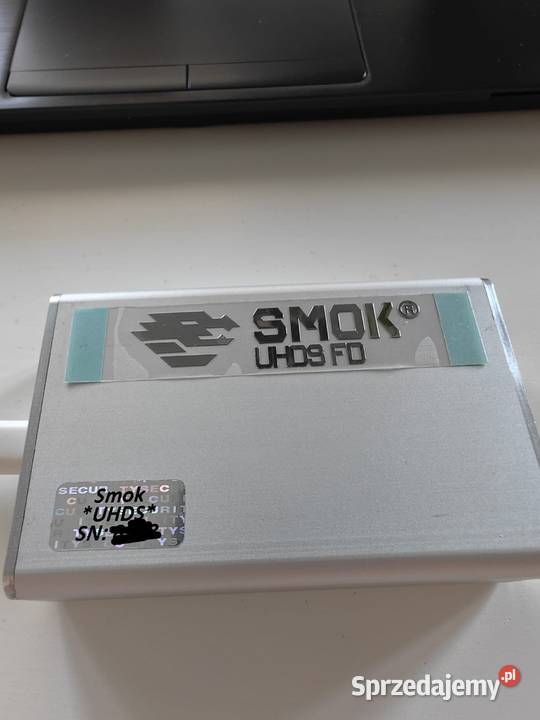 SMOK®
UHDS FD
Smok
*UHDS*
SN:
Sprzedajemy.pl